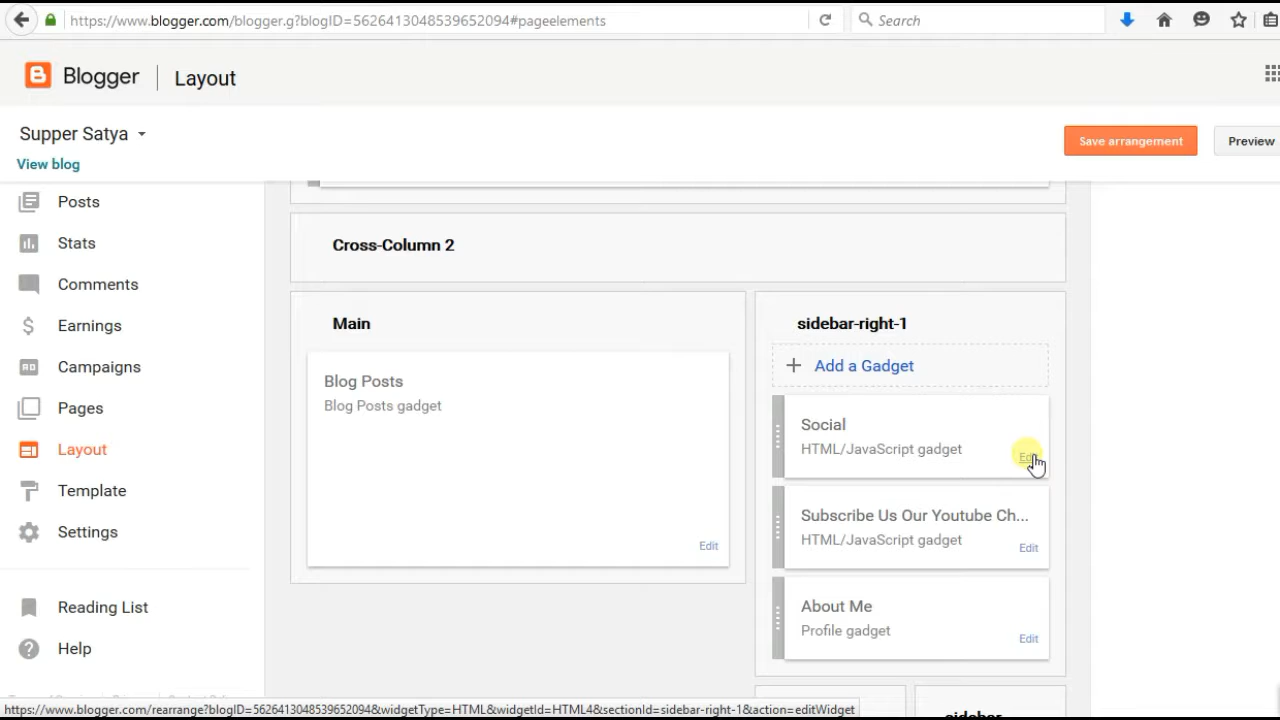 https://www.blogger.com/blogger.g?blogID=5626413048539652094#pageelements
Search
Blogger
Layout
Supper Satya
View blog
Save arrangement
Preview
Posts
Stats
Comments
Earnings
Campaigns
Pages
Layout
Template
Settings
Reading List
Help
Cross-Column 2
Main
Blog Posts
Blog Posts gadget
Edit
sidebar-right-1
+ Add a Gadget
Social
HTML/JavaScript gadget
Edit
Subscribe Us Our Youtube Ch...
HTML/JavaScript gadget
Edit
About Me
Profile gadget
Edit
sidebar
https://www.blogger.com/rearrange?blogID=5626413048539652094&widgetType=HTML&widgetId=HTML4&sectionId=sidebar-right-1&action=editWidget